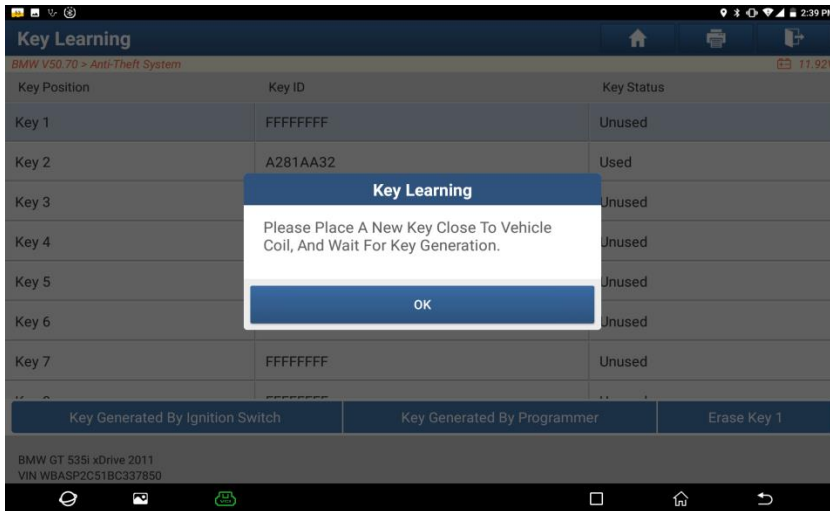 2:39 PM
Key Learning
BMW V50.70 > Anti-Theft System
11.92V
Key Position Key ID Key Status
Key 1 FFFFFFFF Unused
Key 2 A281AA32 Used
Key 3 Unused
Key 4 Unused
Key 5 Unused
Key 6 Unused
Key 7 FFFFFFFF Unused
Key Learning
Please Place A New Key Close To Vehicle
Coil, And Wait For Key Generation.
OK
Key Generated By Ignition Switch Key Generated By Programmer Erase Key 1
BMW GT 535i xDrive 2011
VIN WBASP2C51BC337850